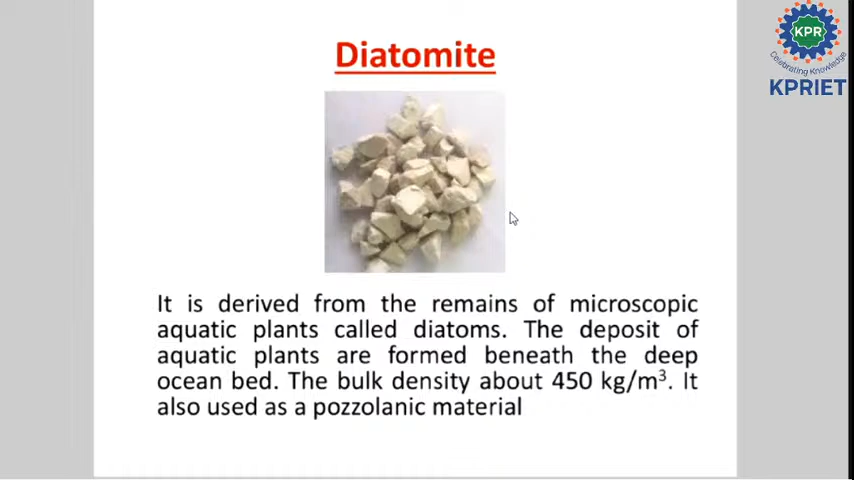 Diatomite
KPR
Celebrating Knowledge
KPRIET
It is derived from the remains of microscopic
aquatic plants called diatoms. The deposit of
aquatic plants are formed beneath the deep
ocean bed. The bulk density about 450 kg/m³. It
also used as a pozzolanic material